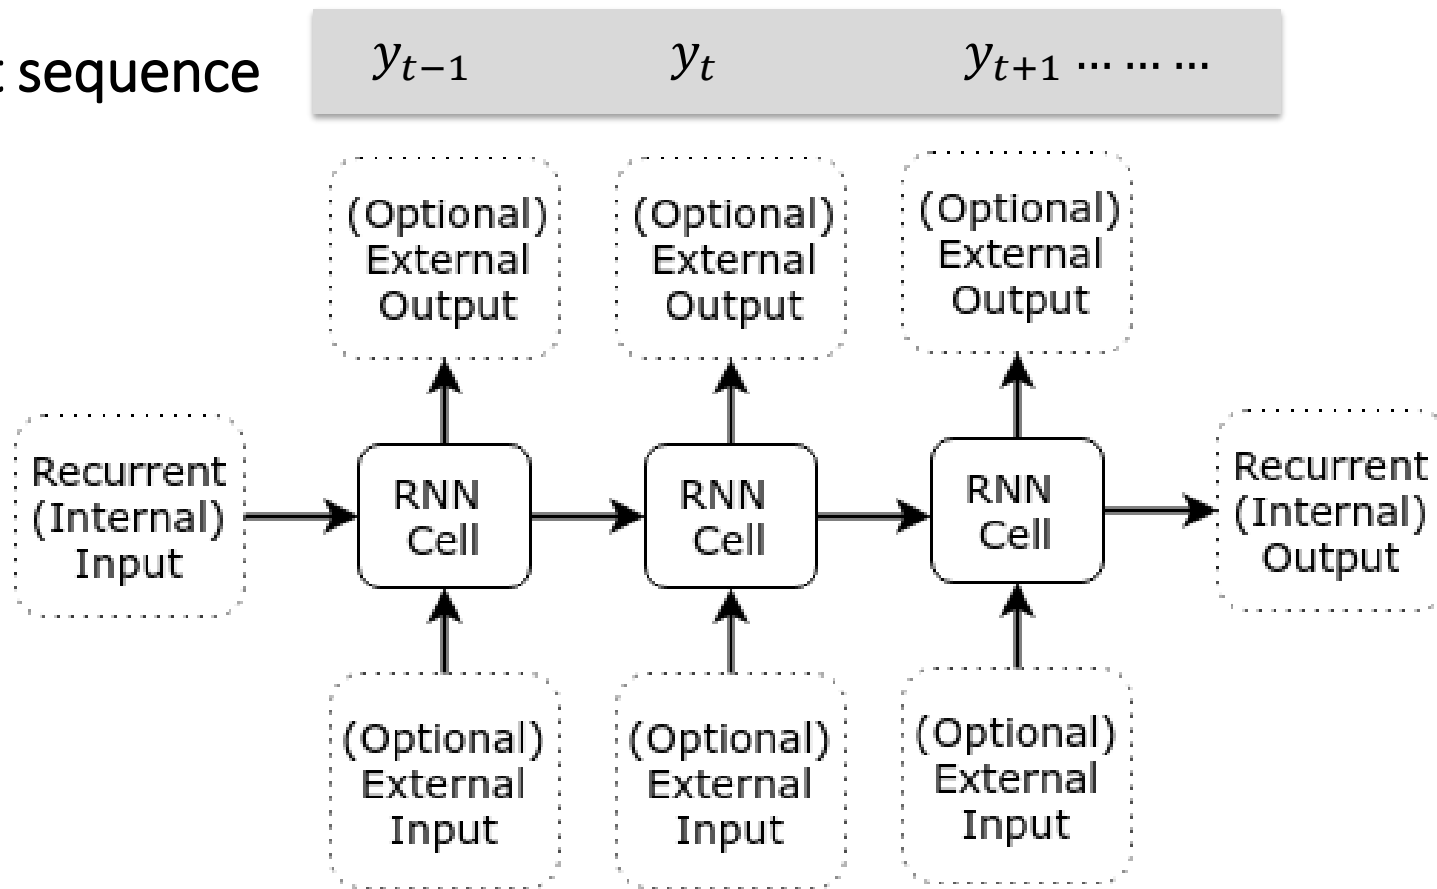 t sequence
y_{t-1} y_t y_{t+1} ... ... ...
(Optional) External Output
(Optional) External Output
(Optional) External Output
Recurrent (Internal) Input
RNN Cell
RNN Cell
RNN Cell
Recurrent (Internal) Output
(Optional) External Input
(Optional) External Input
(Optional) External Input